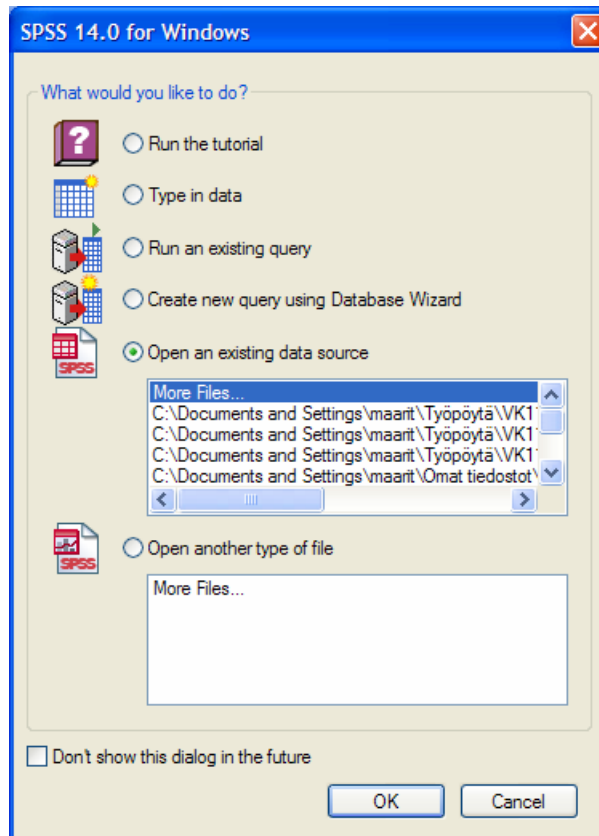 SPSS 14.0 for Windows
What would you like to do?
Run the tutorial
Type in data
Run an existing query
Create new query using Database Wizard
SPSS
Open an existing data source
More Files...
C:\Documents and Settings\maarit\Työpöytä\VK1
C:\Documents and Settings\maarit\Työpöytä\VK1
C:\Documents and Settings\maarit\Työpöytä\VK1
C:\Documents and Settings\maarit\Omat tiedostot\
SPSS
Open another type of file
More Files...
Don't show this dialog in the future
OK
Cancel